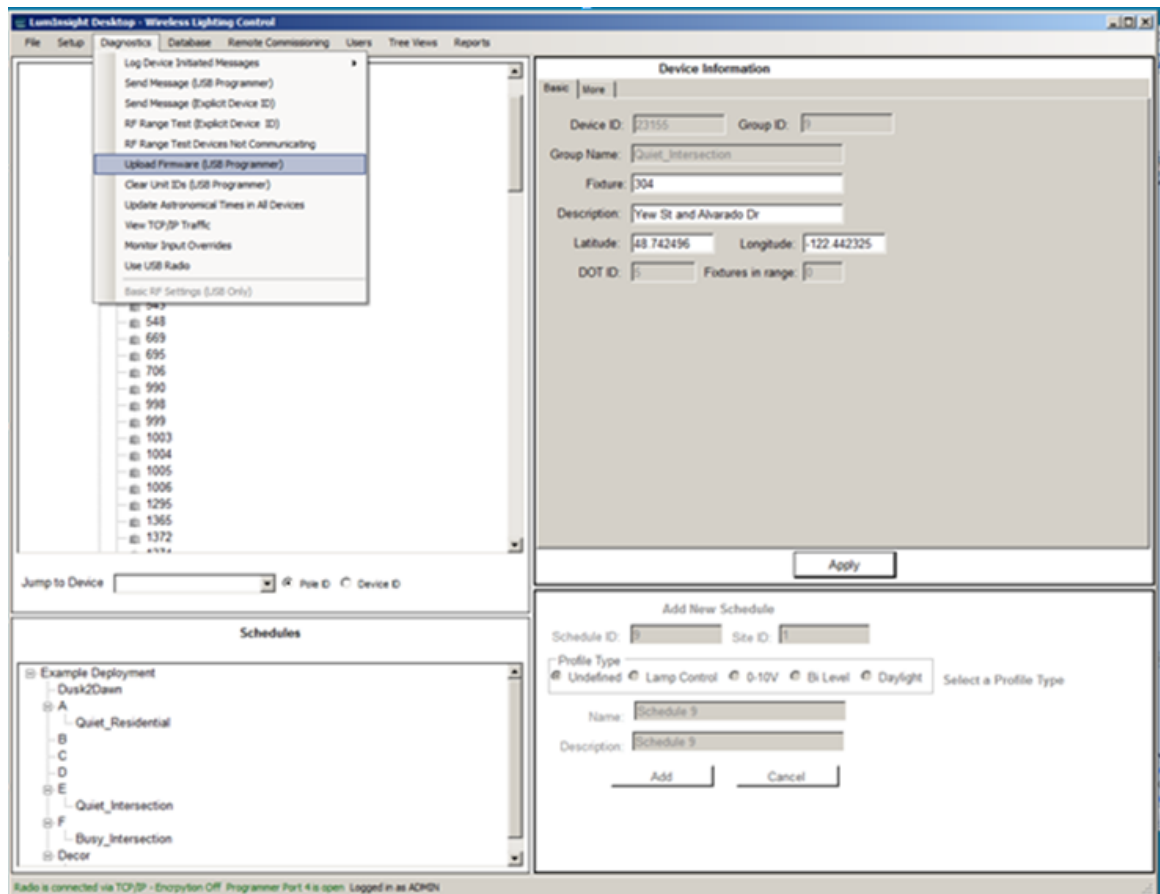 LumInsight Desktop - Wireless Lighting Control
File Setup Diagnostics Database Remote Commissioning Users Tree Views Reports
Log Device Initiated Messages
Send Message (USB Programmer)
Send Message (Explicit Device ID)
RF Range Test (Explicit Device ID)
RF Range Test Devices Not Communicating
Upload Firmware (USB Programmer)
Clear Unit IDs (USB Programmer)
Update Astronomical Times in All Devices
View TCP/IP Traffic
Monitor Input Overrides
Use USB Radio
Basic RF Settings (USB Only)
543
548
669
695
706
990
998
999
1003
1004
1005
1006
1295
1365
1372
Jump to Device Pole ID Device ID
Device Information
Basic More
Device ID: 23155 Group ID: 9
Group Name: Quiet_Intersection
Fixture: 304
Description: Yew St and Alvarado Dr
Latitude: 48.742496 Longitude: -122.442325
DOT ID: 5 Fixtures in range: 0
Apply
Schedules
Example Deployment
Dusk2Dawn
A
Quiet_Residential
B
C
D
E
Quiet_Intersection
F
Busy_Intersection
Decor
Add New Schedule
Schedule ID: 9 Site ID: 1
Profile Type
Undefined Lamp Control 0-10V Bi Level Daylight Select a Profile Type
Name: Schedule 9
Description: Schedule 9
Add Cancel
Radio is connected via TCP/IP - Encrpytion Off Programmer Port 4 is open Logged in as ADMIN